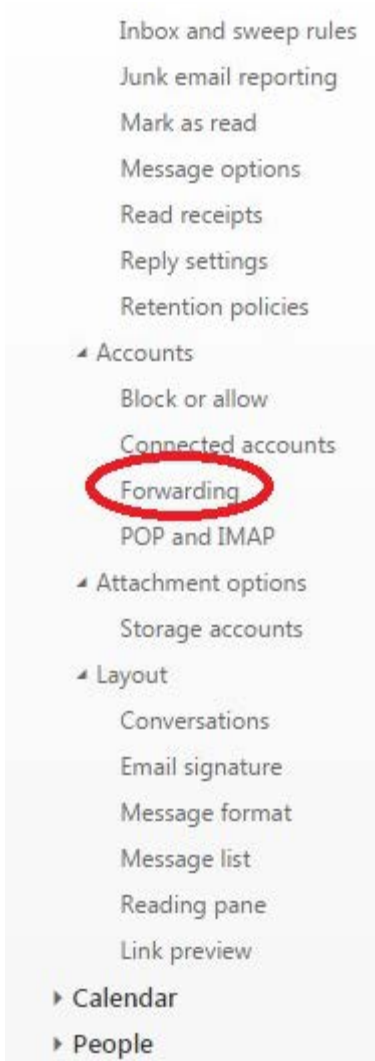 Inbox and sweep rules
Junk email reporting
Mark as read
Message options
Read receipts
Reply settings
Retention policies
Accounts
Block or allow
Connected accounts
Forwarding
POP and IMAP
Attachment options
Storage accounts
Layout
Conversations
Email signature
Message format
Message list
Reading pane
Link preview
Calendar
People